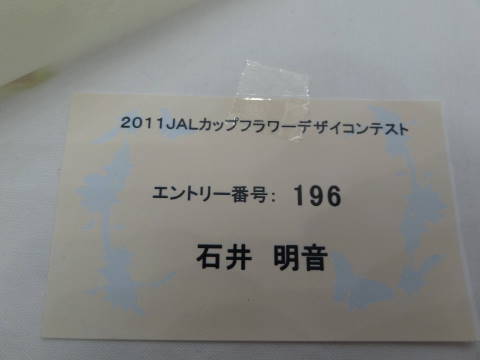 2011JALカップフラワーデザイコンテスト
エントリー番号: 196
石井 明音